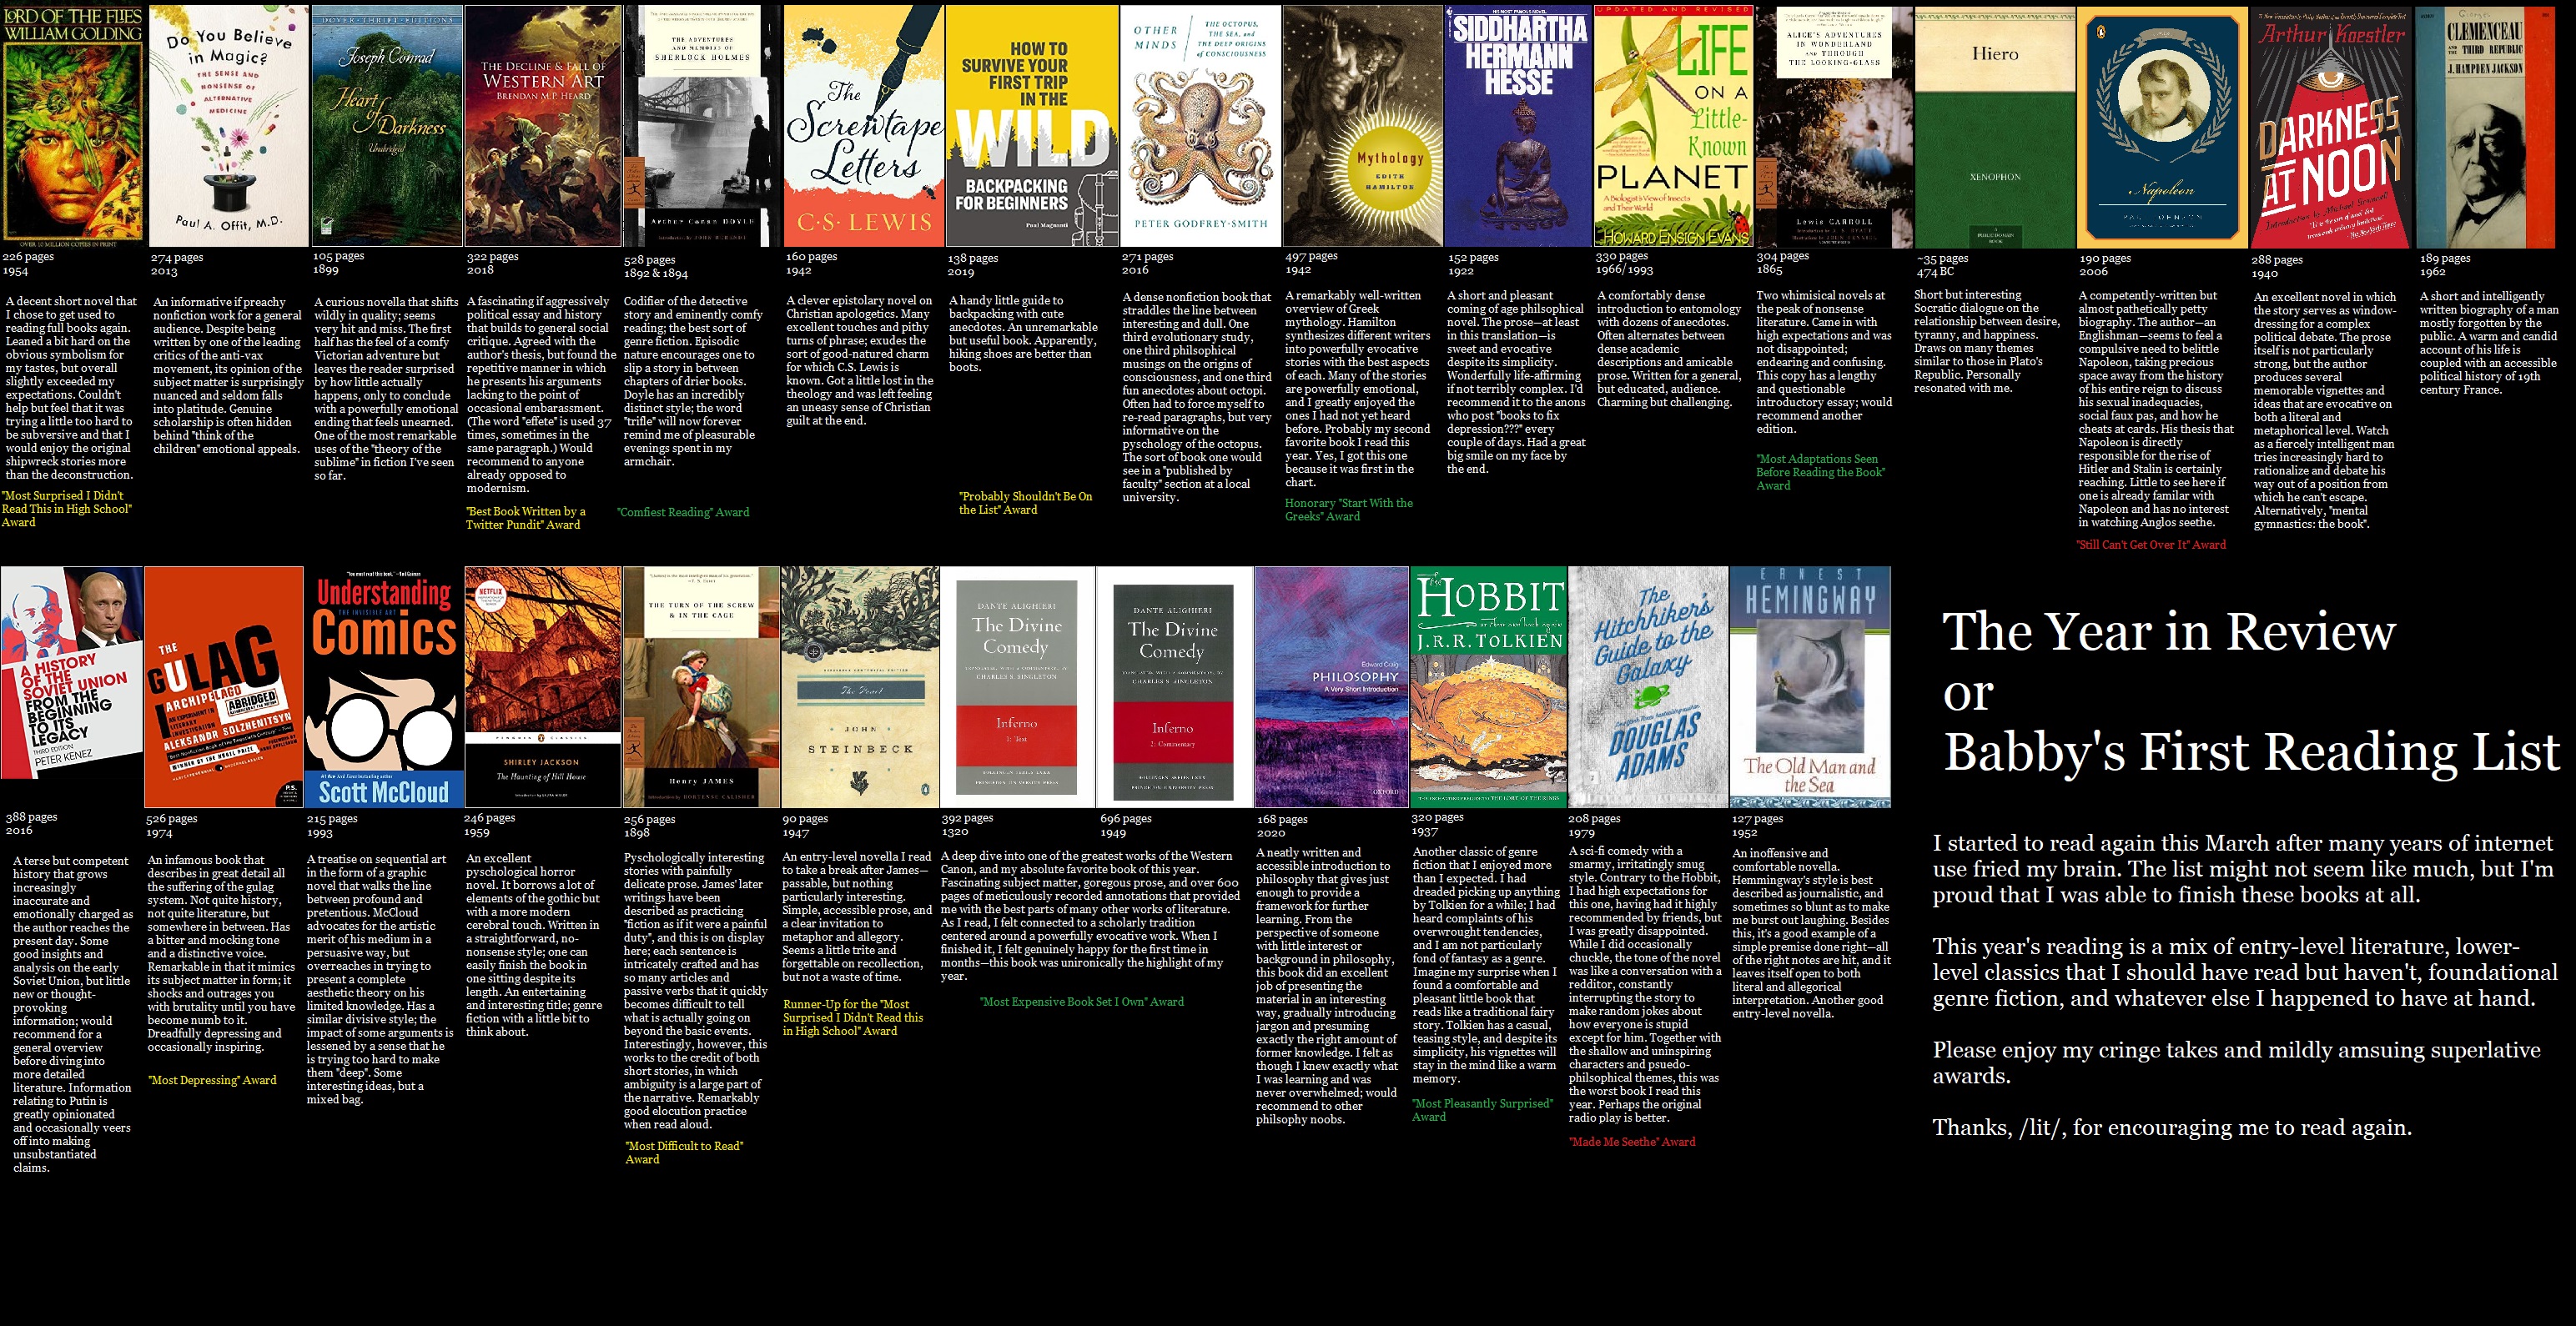 LORD OF THE FLIES
WILLIAM GOLDING
OVER 10 MILLION COPIES IN PRINT
226 pages
1954
A decent short novel that
I chose to get used to
reading full books again.
Leaned a bit hard on the
obvious symbolism for
my tastes, but overall
slightly exceeded my
expectations. Couldn't
help but feel that it was
trying a little too hard to
be subversive and that I
would enjoy the original
shipwreck stories more
than the deconstruction.
"Most Surprised I Didn't
Read This in High School"
Award
Do You Believe
in Magic?
THE SENSE AND
NONSENSE OF
ALTERNATIVE
MEDICINE
Paul A. Offit, M.D.
274 pages
2013
An informative if preachy
nonfiction work for a general
audience. Despite being
written by one of the leading
critics of the anti-vax
movement, its opinion of the
subject matter is surprisingly
nuanced and seldom falls
into platitude. Genuine
scholarship is often hidden
behind "think of the
children" emotional appeals.
DOVER · THRIFT · EDITIONS
Joseph Conrad
Heart
of
Darkness
Unabridged
105 pages
1899
A curious novella that shifts
wildly in quality; seems
very hit and miss. The first
half has the feel of a comfy
Victorian adventure but
leaves the reader surprised
by how little actually
happens, only to conclude
with a powerfully emotional
ending that feels unearned.
One of the most remarkable
uses of the "theory of the
sublime" in fiction I've seen
so far.
THE DECLINE & FALL OF
WESTERN ART
BRENDAN M.P. HEARD
322 pages
2018
A fascinating if aggressively
political essay and history
that builds to general social
critique. Agreed with the
author's thesis, but found the
repetitive manner in which
he presents his arguments
lacking to the point of
occasional embarassment.
(The word "effete" is used 37
times, sometimes in the
same paragraph.) Would
recommend to anyone
already opposed to
modernism.
"Best Book Written by a
Twitter Pundit" Award
THE ADVENTURES
AND MEMOIRS OF
SHERLOCK HOLMES
Arthur Conan DOYLE
528 pages
1892 & 1894
Codifier of the detective
story and eminently comfy
reading; the best sort of
genre fiction. Episodic
nature encourages one to
slip a story in between
chapters of drier books.
Doyle has an incredibly
distinct style; the word
"trifle" will now forever
remind me of pleasurable
evenings spent in my
armchair.
"Comfiest Reading" Award
The
Screwtape
Letters
C·S·LEWIS
160 pages
1942
A clever epistolary novel on
Christian apologetics. Many
excellent touches and pithy
turns of phrase; exudes the
sort of good-natured charm
for which C.S. Lewis is
known. Got a little lost in the
theology and was left feeling
an uneasy sense of Christian
guilt at the end.
HOW TO
SURVIVE YOUR
FIRST TRIP
IN THE
WILD
BACKPACKING
FOR BEGINNERS
Paul Magnanti
138 pages
2019
A handy little guide to
backpacking with cute
anecdotes. An unremarkable
but useful book. Apparently,
hiking shoes are better than
boots.
"Probably Shouldn't Be On
the List" Award
OTHER
MINDS
THE OCTOPUS,
THE SEA, AND
THE DEEP ORIGINS
of CONSCIOUSNESS
PETER GODFREY-SMITH
271 pages
2016
A dense nonfiction book that
straddles the line between
interesting and dull. One
third evolutionary study,
one third philosophical
musings on the origins of
consciousness, and one third
fun anecdotes about octopi.
Often had to force myself to
re-read paragraphs, but very
informative on the
pyschology of the octopus.
The sort of book one would
see in a "published by
faculty" section at a local
university.
Mythology
EDITH
HAMILTON
497 pages
1942
A remarkably well-written
overview of Greek
mythology. Hamilton
synthesizes different writers
into powerfully evocative
stories with the best aspects
of each. Many of the stories
are powerfully emotional,
and I greatly enjoyed the
ones I had not yet heard
before. Probably my second
favorite book I read this
year. Yes, I got this one
because it was first in the
chart.
Honorary "Start With the
Greeks" Award
HIS MOST FAMOUS NOVEL
SIDDHARTHA
HERMANN
HESSE
152 pages
1922
A short and pleasant
coming of age philsophical
novel. The prose—at least
in this translation—is
sweet and evocative
despite its simplicity.
Wonderfully life-affirming
if not terribly complex. I'd
recommend it to the anons
who post "books to fix
depression???" every
couple of days. Had a great
big smile on my face by
the end.
UPDATED AND REVISED
LIFE
ON A
Little-
Known
PLANET
A Biologist's View of Insects
and Their World
HOWARD ENSIGN EVANS
330 pages
1966/1993
A comfortably dense
introduction to entomology
with dozens of anecdotes.
Often alternates between
dense academic
descriptions and amicable
prose. Written for a general,
but educated, audience.
Charming but challenging.
ALICE'S ADVENTURES
IN WONDERLAND
AND THROUGH
THE LOOKING-GLASS
Lewis CARROLL
304 pages
1865
Two whimisical novels at
the peak of nonsense
literature. Came in with
high expectations and was
not disappointed;
endearing and confusing.
This copy has a lengthy
and questionable
introductory essay; would
recommend another
edition.
"Most Adaptations Seen
Before Reading the Book"
Award
Hiero
XENOPHON
A
PUBLIC DOMAIN
BOOK
~35 pages
474 BC
Short but interesting
Socratic dialogue on the
relationship between desire,
tyranny, and happiness.
Draws on many themes
similar to those in Plato's
Republic. Personally
resonated with me.
Napoleon
PAUL JOHNSON
190 pages
2006
A competently-written but
almost pathetically petty
biography. The author—an
Englishman—seems to feel a
compulsive need to belittle
Napoleon, taking precious
space away from the history
of his entire reign to discuss
his sexual inadequacies,
social faux pas, and how he
cheats at cards. His thesis that
Napoleon is directly
responsible for the rise of
Hitler and Stalin is certainly
reaching. Little to see here if
one is already familiar with
Napoleon and has no interest
in watching Anglos seethe.
"Still Can't Get Over It" Award
Arthur Koestler
DARKNESS
AT NOON
288 pages
1940
An excellent novel in which
the story serves as window-
dressing for a complex
political debate. The prose
itself is not particularly
strong, but the author
produces several
memorable vignettes and
ideas that are evocative on
both a literal and
metaphorical level. Watch
as a fiercely intelligent man
tries increasingly hard to
rationalize and debate his
way out of a position from
which he can't escape.
Alternatively, "mental
gymnastics: the book".
Georges
CLEMENCEAU
AND THE THIRD REPUBLIC
J. HAMPDEN JACKSON
189 pages
1962
A short and intelligently
written biography of a man
mostly forgotten by the
public. A warm and candid
account of his life is
coupled with an accessible
political history of 19th
century France.
A HISTORY
OF THE
SOVIET UNION
FROM THE
BEGINNING
TO ITS
LEGACY
THIRD EDITION
PETER KENEZ
388 pages
2016
A terse but competent
history that grows
increasingly
inaccurate and
emotionally charged as
the author reaches the
present day. Some
good insights and
analysis on the early
Soviet Union, but little
new or thought-
provoking
information; would
recommend for a
general overview
before diving into
more detailed
literature. Information
relating to Putin is
greatly opinionated
and occasionally veers
off into making
unsubstantiated
claims.
THE
GULAG
ARCHIPELAGO
ABRIDGED
AN EXPERIMENT IN
LITERARY
INVESTIGATION
ALEKSANDR SOLZHENITSYN
WINNER OF THE NOBEL PRIZE
P.S.
526 pages
1974
An infamous book that
describes in great detail all
the suffering of the gulag
system. Not quite history,
not quite literature, but
somewhere in between. Has
a bitter and mocking tone
and a distinctive voice.
Remarkable in that it mimics
its subject matter in form; it
shocks and outrages you
with brutality until you have
become numb to it.
Dreadfully depressing and
occasionally inspiring.
"Most Depressing" Award
"You must read this book." —Neil Gaiman
Understanding
THE INVISIBLE ART
Comics
Scott McCloud
215 pages
1993
A treatise on sequential art
in the form of a graphic
novel that walks the line
between profound and
pretentious. McCloud
advocates for the artistic
merit of his medium in a
persuasive way, but
overreaches in trying to
present a complete
aesthetic theory on his
limited knowledge. Has a
similar divisive style; the
impact of some arguments is
lessened by a sense that he
is trying too hard to make
them "deep". Some
interesting ideas, but a
mixed bag.
NETFLIX
PENGUIN CLASSICS
SHIRLEY JACKSON
The Haunting of Hill House
246 pages
1959
An excellent
pyschological horror
novel. It borrows a lot of
elements of the gothic but
with a more modern
cerebral touch. Written in
a straightforward, no-
nonsense style; one can
easily finish the book in
one sitting despite its
length. An entertaining
and interesting title; genre
fiction with a little bit to
think about.
THE TURN OF THE SCREW
& IN THE CAGE
Henry JAMES
Introduction by HORTENSE CALISHER
256 pages
1898
Pyschologically interesting
stories with painfully
delicate prose. James' later
writings have been
described as practicing
"fiction as if it were a painful
duty", and this is on display
here; each sentence is
intricately crafted and has
so many articles and
passive verbs that it quickly
becomes difficult to tell
what is actually going on
beyond the basic events.
Interestingly, however, this
works to the credit of both
short stories, in which
ambiguity is a large part of
the narrative. Remarkably
good elocution practice
when read aloud.
"Most Difficult to Read"
Award
The Pearl
JOHN
STEINBECK
90 pages
1947
An entry-level novella I read
to take a break after James—
passable, but nothing
particularly interesting.
Simple, accessible prose, and
a clear invitation to
metaphor and allegory.
Seems a little trite and
forgettable on recollection,
but not a waste of time.
Runner-Up for the "Most
Surprised I Didn't Read this
in High School" Award
DANTE ALIGHIERI
The Divine
Comedy
CHARLES S. SINGLETON
Inferno
1: Text
392 pages
1320
DANTE ALIGHIERI
The Divine
Comedy
CHARLES S. SINGLETON
Inferno
2: Commentary
696 pages
1949
A deep dive into one of the greatest works of the Western
Canon, and my absolute favorite book of this year.
Fascinating subject matter, goregous prose, and over 600
pages of meticulously recorded annotations that provided
me with the best parts of many other works of literature.
As I read, I felt connected to a scholarly tradition
centered around a powerfully evocative work. When I
finished it, I felt genuinely happy for the first time in
months—this book was unironically the highlight of my
year.
"Most Expensive Book Set I Own" Award
Edward Craig
PHILOSOPHY
A Very Short Introduction
OXFORD
168 pages
2020
A neatly written and
accessible introduction to
philosophy that gives just
enough to provide a
framework for further
learning. From the
perspective of someone
with little interest or
background in philosophy,
this book did an excellent
job of presenting the
material in an interesting
way, gradually introducing
jargon and presuming
exactly the right amount of
former knowledge. I felt as
though I knew exactly what
I was learning and was
never overwhelmed; would
recommend to other
philosphy noobs.
The
HOBBIT
or There and back again
J.R.R.TOLKIEN
320 pages
1937
Another classic of genre
fiction that I enjoyed more
than I expected. I had
dreaded picking up anything
by Tolkien for a while; I had
heard complaints of his
overwrought tendencies,
and I am not particularly
fond of fantasy as a genre.
Imagine my surprise when I
found a comfortable and
pleasant little book that
reads like a traditional fairy
story. Tolkien has a casual,
teasing style, and despite its
simplicity, his vignettes will
stay in the mind like a warm
memory.
"Most Pleasantly Surprised"
Award
The
Hitchhiker's
Guide to the
Galaxy
DOUGLAS
ADAMS
208 pages
1979
A sci-fi comedy with a
smarmy, irritatingly smug
style. Contrary to the Hobbit,
I had high expectations for
this one, having had it highly
recommended by friends, but
I was greatly disappointed.
While I did occasionally
chuckle, the tone of the novel
was like a conversation with a
redditor, constantly
interrupting the story to
make random jokes about
how everyone is stupid
except for him. Together with
the shallow and uninspiring
characters and psuedo-
philsophical themes, this was
the worst book I read this
year. Perhaps the original
radio play is better.
"Made Me Seethe" Award
ERNEST
HEMINGWAY
The Old Man and
the Sea
127 pages
1952
An inoffensive and
comfortable novella.
Hemmingway's style is best
described as journalistic, and
sometimes so blunt as to make
me burst out laughing. Besides
this, it's a good example of a
simple premise done right—all
of the right notes are hit, and it
leaves itself open to both
literal and allegorical
interpretation. Another good
entry-level novella.
The Year in Review
or
Babby's First Reading List
I started to read again this March after many years of internet
use fried my brain. The list might not seem like much, but I'm
proud that I was able to finish these books at all.
This year's reading is a mix of entry-level literature, lower-
level classics that I should have read but haven't, foundational
genre fiction, and whatever else I happened to have at hand.
Please enjoy my cringe takes and mildly amsuing superlative
awards.
Thanks, /lit/, for encouraging me to read again.